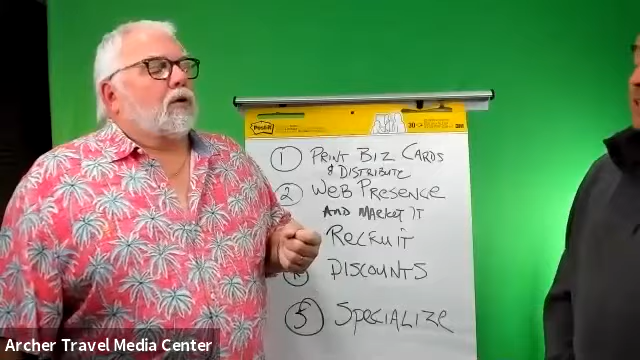 Post-it
3M
1 PRINT BIZ CARDS
& DISTRIBUTE
2 WEB PRESENCE
AND MARKET IT
RECRUIT
DISCOUNTS
5 SPECIALIZE
Archer Travel Media Center